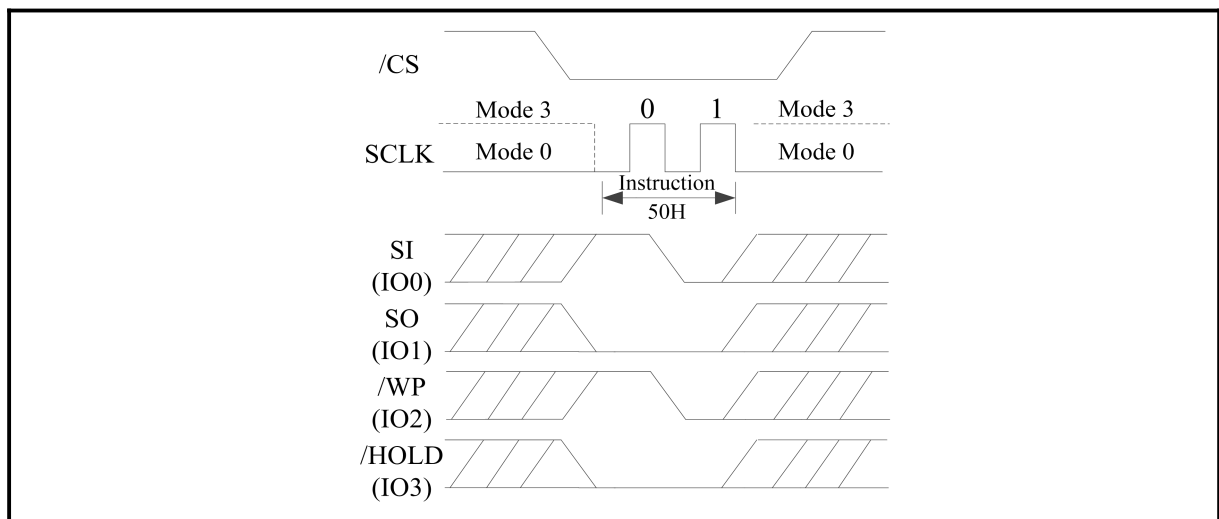 /CS
Mode 3 0 1 Mode 3
SCLK Mode 0 Mode 0
Instruction
50H
SI
(IO0)
SO
(IO1)
/WP
(IO2)
/HOLD
(IO3)